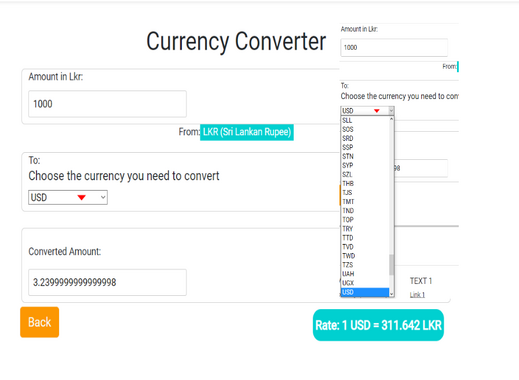 Currency Converter
Amount in Lkr:
1000
From: LKR (Sri Lankan Rupee)
To:
Choose the currency you need to convert
USD
Converted Amount:
3.2399999999999998
Back
Amount in Lkr:
1000
From:
To:
Choose the currency you need to con
USD
SLL
SOS
SRD
SSP
STN
SYP
SZL
THB
TJS
TMT
TND
TOP
TRY
TTD
TVD
TWD
TZS
UAH
UGX
USD
98
TEXT 1
Link 1
Rate: 1 USD = 311.642 LKR